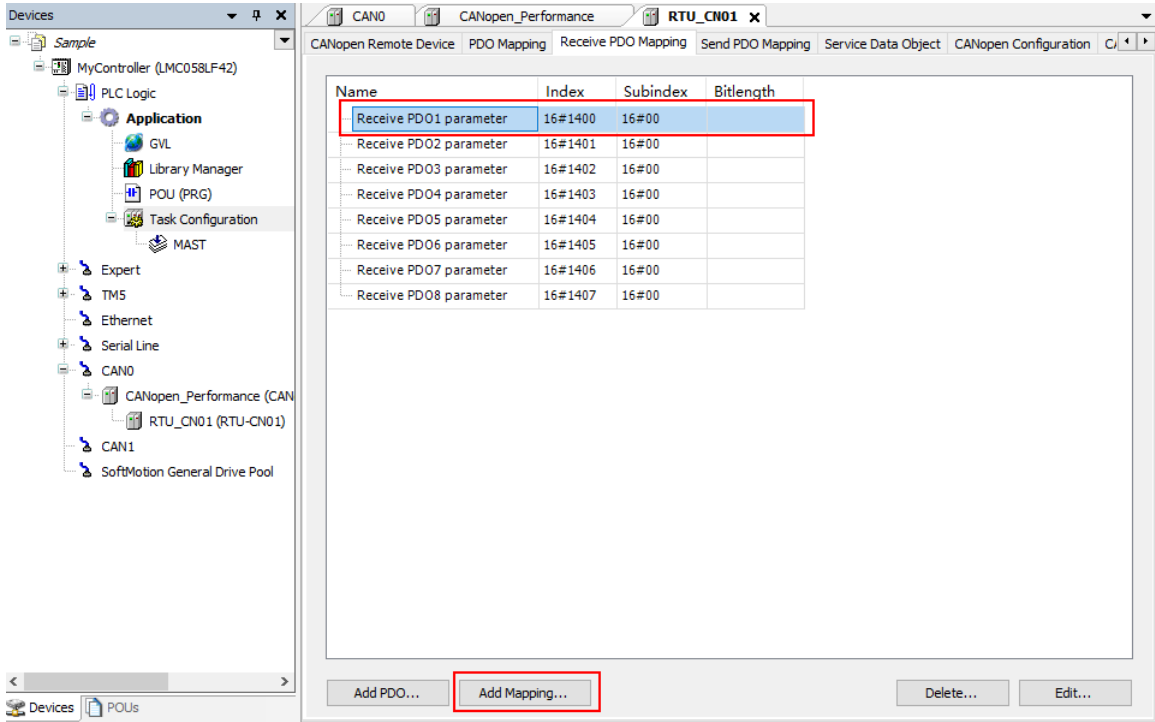 Devices
Sample
MyController (LMC058LF42)
PLC Logic
Application
GVL
Library Manager
POU (PRG)
Task Configuration
MAST
Expert
TM5
Ethernet
Serial Line
CAN0
CANopen_Performance (CAN
RTU_CN01 (RTU-CN01)
CAN1
SoftMotion General Drive Pool
Devices POUs
CAN0 CANopen_Performance RTU_CN01
CANopen Remote Device PDO Mapping Receive PDO Mapping Send PDO Mapping Service Data Object CANopen Configuration
Name Index Subindex Bitlength
Receive PDO1 parameter 16#1400 16#00
Receive PDO2 parameter 16#1401 16#00
Receive PDO3 parameter 16#1402 16#00
Receive PDO4 parameter 16#1403 16#00
Receive PDO5 parameter 16#1404 16#00
Receive PDO6 parameter 16#1405 16#00
Receive PDO7 parameter 16#1406 16#00
Receive PDO8 parameter 16#1407 16#00
Add PDO... Add Mapping... Delete... Edit...